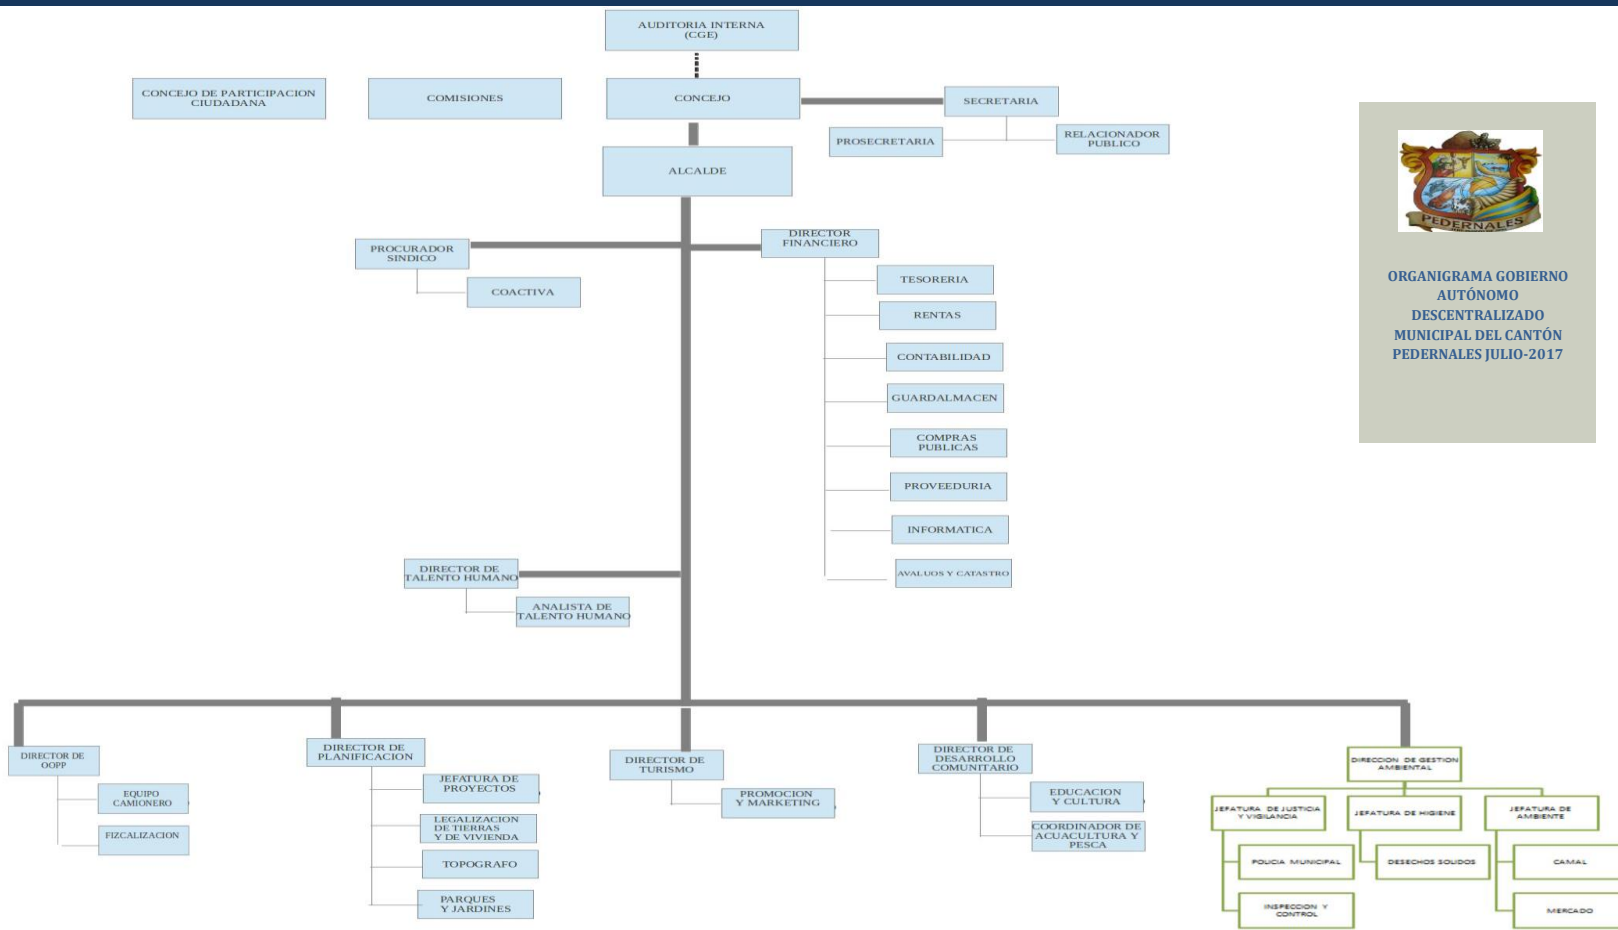 AUDITORIA INTERNA
(CGE)
CONCEJO DE PARTICIPACION
CIUDADANA
COMISIONES
CONCEJO
SECRETARIA
PROSECRETARIA
RELACIONADOR
PUBLICO
ALCALDE
PEDERNALES
ORGANIGRAMA GOBIERNO
AUTÓNOMO
DESCENTRALIZADO
MUNICIPAL DEL CANTÓN
PEDERNALES JULIO-2017
PROCURADOR
SINDICO
COACTIVA
DIRECTOR
FINANCIERO
TESORERIA
RENTAS
CONTABILIDAD
GUARDALMACEN
COMPRAS
PUBLICAS
PROVEEDURIA
INFORMATICA
AVALUOS Y CATASTRO
DIRECTOR DE
TALENTO HUMANO
ANALISTA DE
TALENTO HUMANO
DIRECTOR DE
OOPP
EQUIPO
CAMIONERO
FIZCALIZACION
DIRECTOR DE
PLANIFICACION
JEFATURA DE
PROYECTOS
LEGALIZACION
DE TIERRAS
Y DE VIVIENDA
TOPOGRAFO
PARQUES
Y JARDINES
DIRECTOR DE
TURISMO
PROMOCION
Y MARKETING
DIRECTOR DE
DESARROLLO
COMUNITARIO
EDUCACION
Y CULTURA
COORDINADOR DE
ACUACULTURA Y
PESCA
DIRECCION DE GESTION
AMBIENTAL
JEFATURA DE JUSTICIA
Y VIGILANCIA
POLICIA MUNICIPAL
INSPECCION Y
CONTROL
JEFATURA DE HIGIENE
DESECHOS SOLIDOS
JEFATURA DE
AMBIENTE
CAMAL
MERCADO